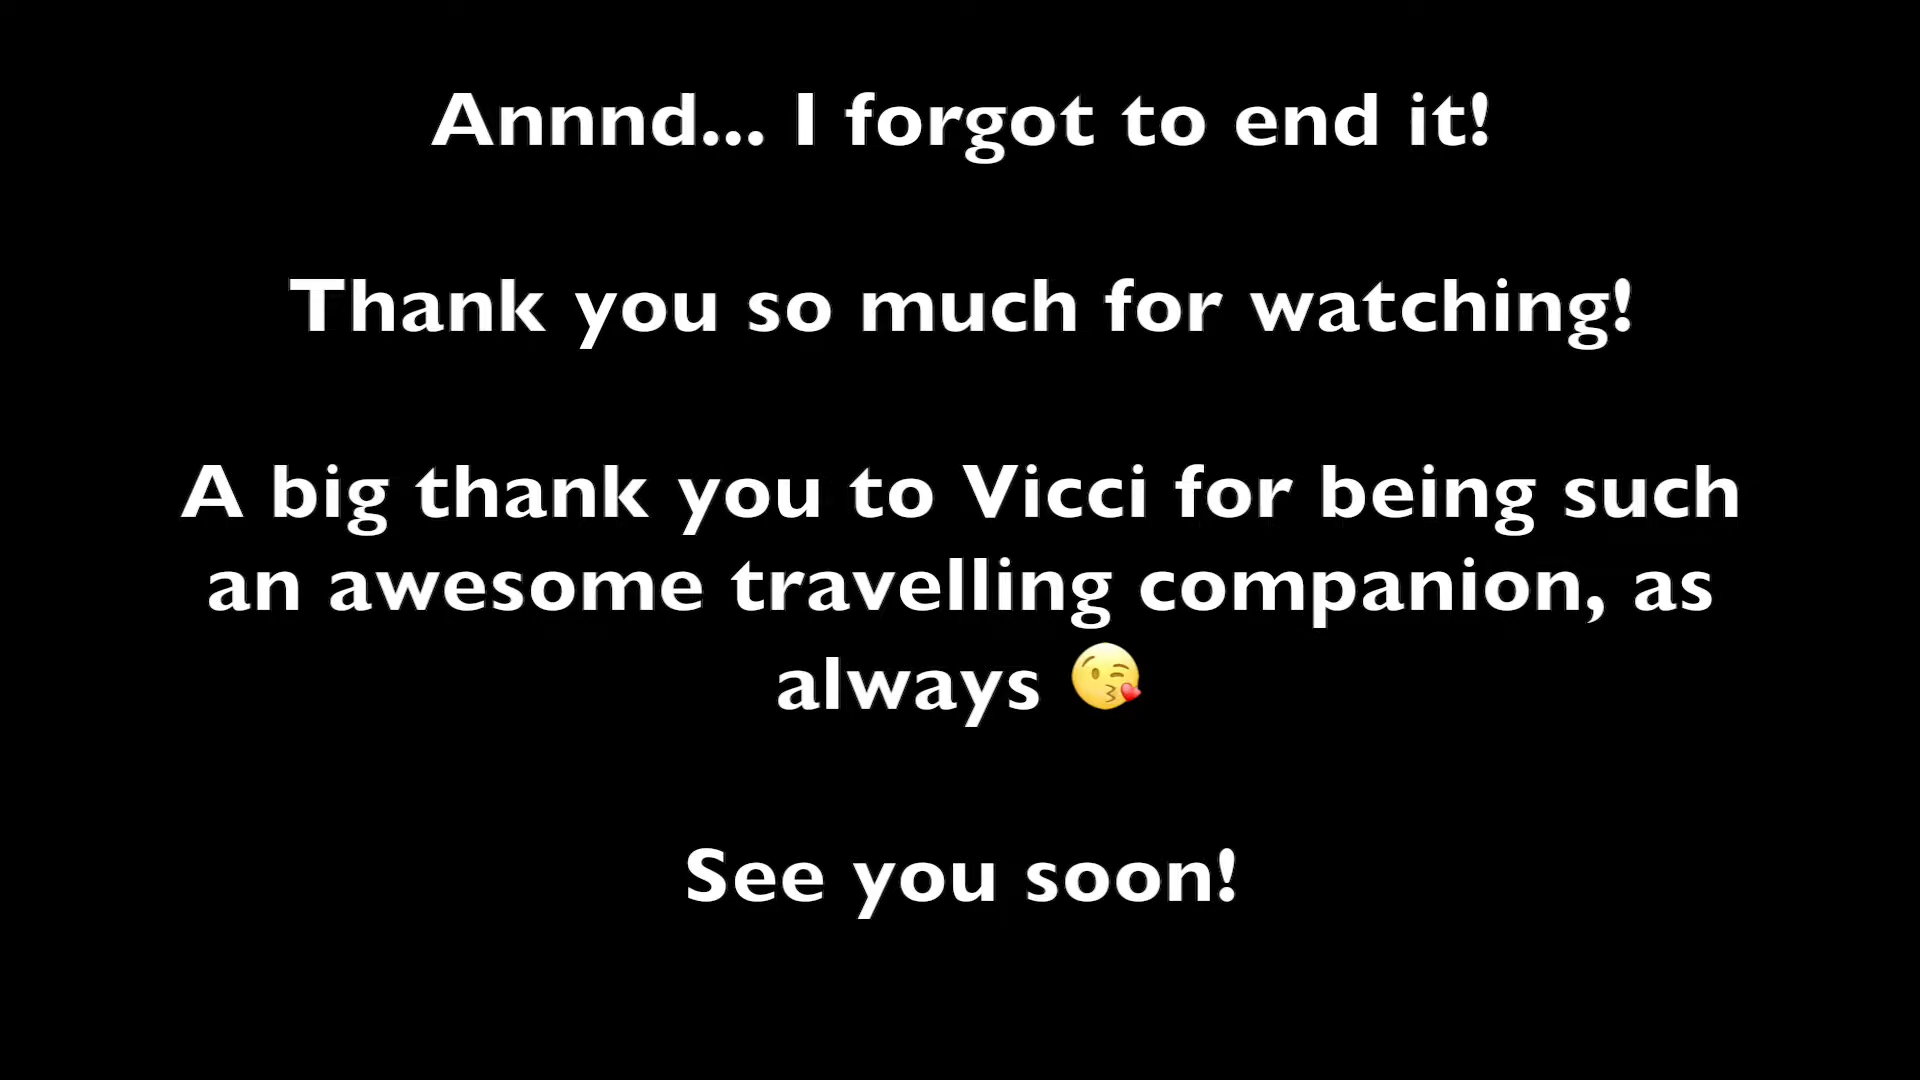 Annnd... I forgot to end it!
Thank you so much for watching!
A big thank you to Vicci for being such
an awesome travelling companion, as
always 😘
See you soon!